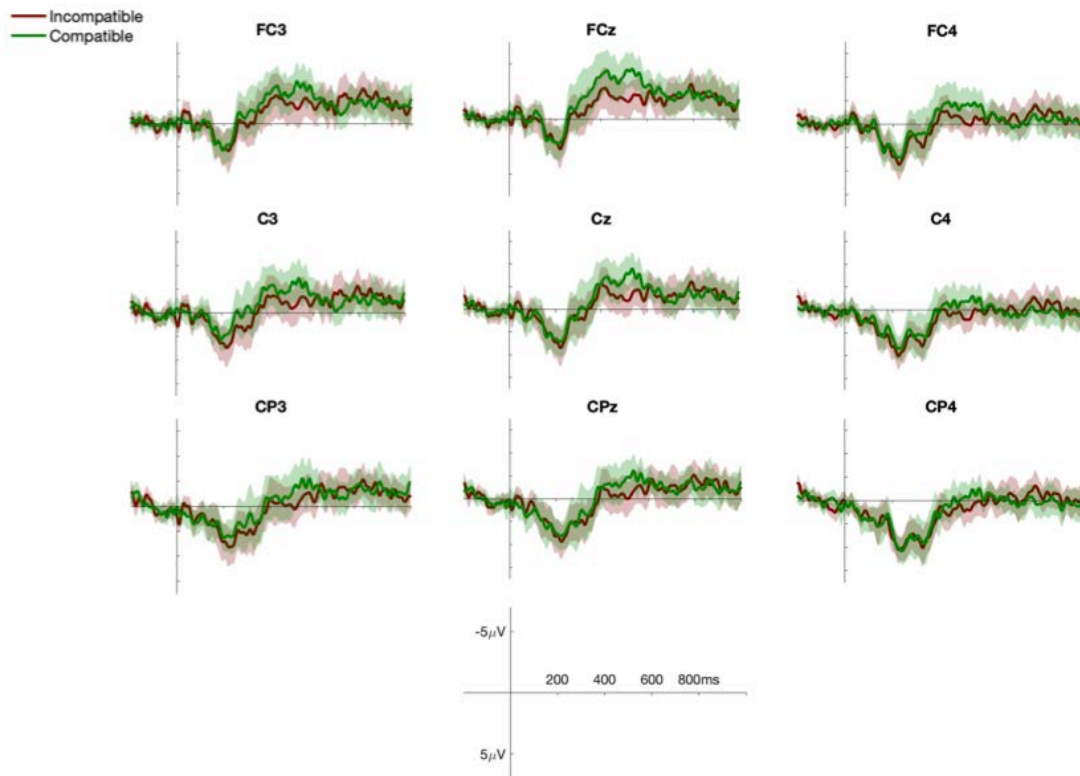 Incompatible
Compatible
FC3 FCz FC4
C3 Cz C4
CP3 CPz CP4
-5μV
200 400 600 800ms
5μV